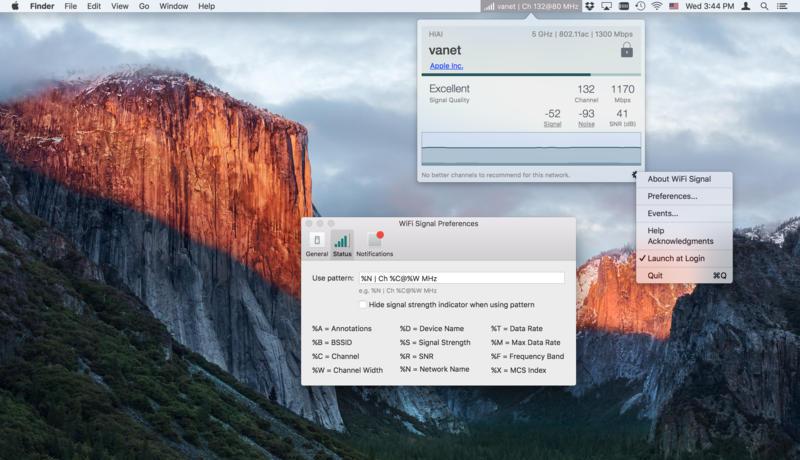 Finder File Edit View Go Window Help
vanet | Ch 132@80 MHz
Wed 3:44 PM
HIAI 5 GHz | 802.11ac | 1300 Mbps
vanet
Apple Inc.
Excellent 132 1170
Signal Quality Channel Mbps
-52 -93 41
Signal Noise SNR (dB)
No better channels to recommend for this network.
About WiFi Signal
Preferences...
Events...
Help
Acknowledgments
✓ Launch at Login
Quit ⌘Q
WiFi Signal Preferences
General Status Notifications
Use pattern: %N | Ch %C@%W MHz
e.g. %N | Ch %C@%W MHz
Hide signal strength indicator when using pattern
%A = Annotations %D = Device Name %T = Data Rate
%B = BSSID %S = Signal Strength %M = Max Data Rate
%C = Channel %R = SNR %F = Frequency Band
%W = Channel Width %N = Network Name %X = MCS Index